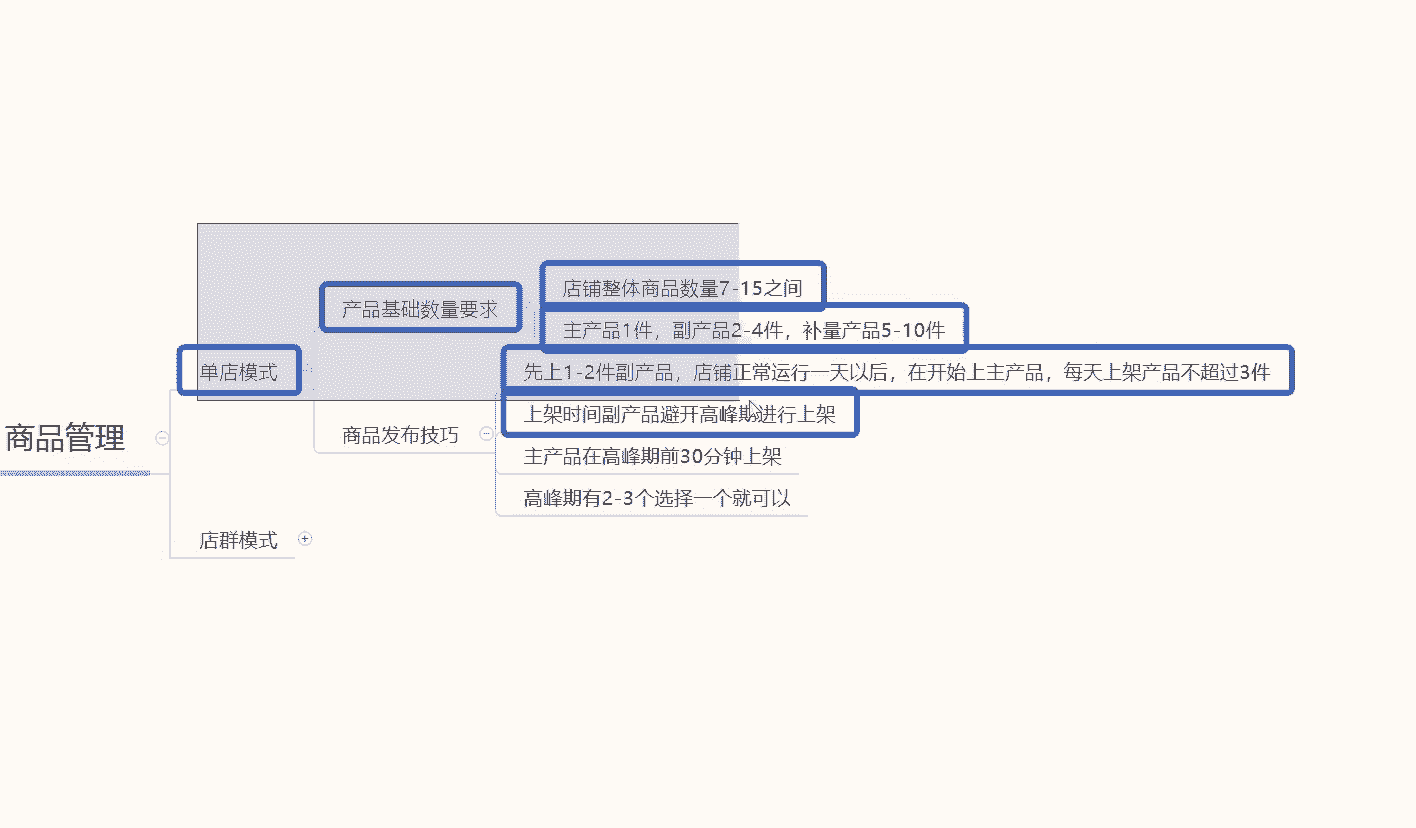 店铺整体商品数量7-15之间
产品基础数量要求
主产品1件，副产品2-4件，补量产品5-10件
单店模式
先上1-2件副产品，店铺正常运行一天以后，在开始上主产品，每天上架产品不超过3件
上架时间副产品避开高峰期进行上架
商品管理
商品发布技巧
主产品在高峰期前30分钟上架
高峰期有2-3个选择一个就可以
店群模式